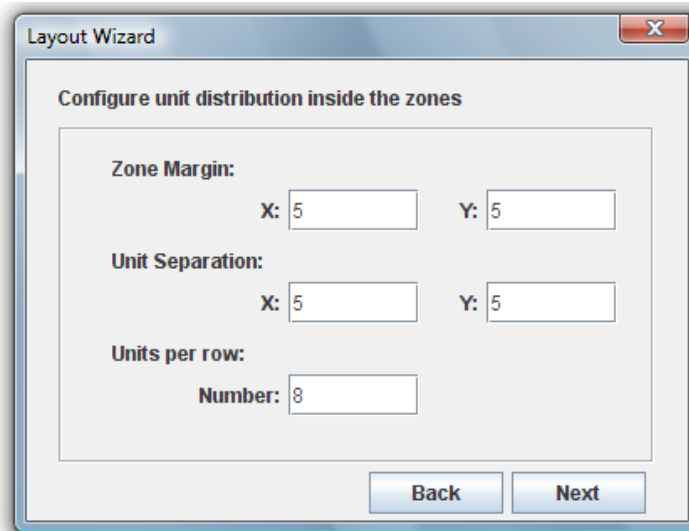 Layout Wizard
Configure unit distribution inside the zones
Zone Margin:
X: 5 Y: 5
Unit Separation:
X: 5 Y: 5
Units per row:
Number: 8
Back Next